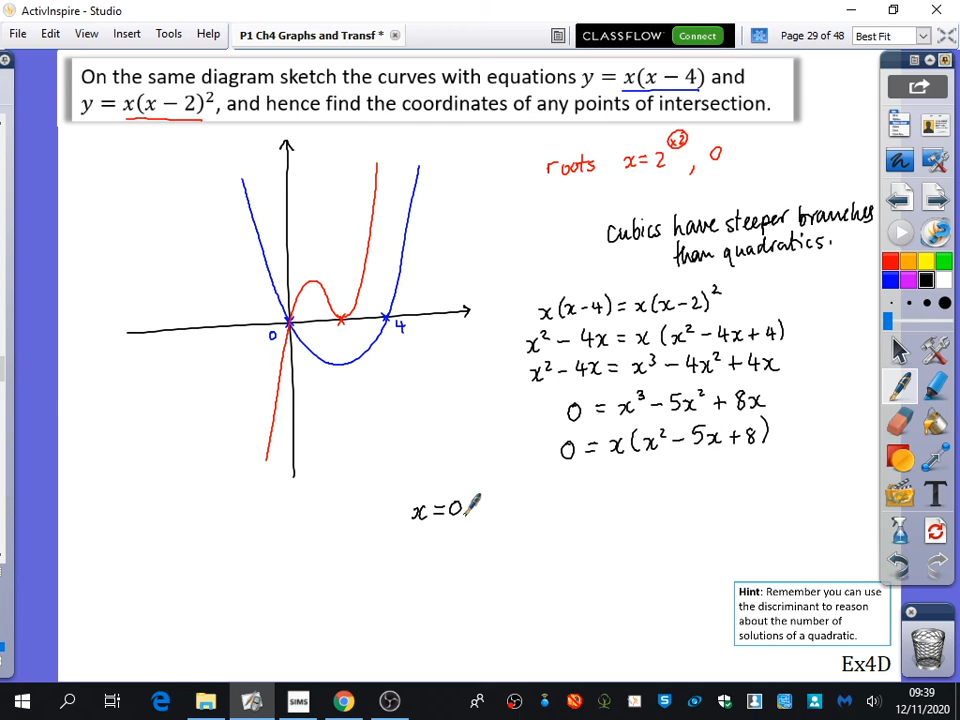 ActivInspire - Studio
File Edit View Insert Tools Help
P1 Ch4 Graphs and Transf *
CLASSFLOW Connect
Page 29 of 48
Best Fit
On the same diagram sketch the curves with equations y = x(x − 4) and
y = x(x − 2)², and hence find the coordinates of any points of intersection.
roots x = 2 (x2) , 0
Cubics have steeper branches
than quadratics.
x(x-4) = x(x-2)²
x² - 4x = x (x² - 4x + 4)
x² - 4x = x³ - 4x² + 4x
0 = x³ - 5x² + 8x
0 = x(x² - 5x + 8)
0
4
x = 0
Hint: Remember you can use
the discriminant to reason
about the number of
solutions of a quadratic.
Ex4D
SIMS
09:39
12/11/2020